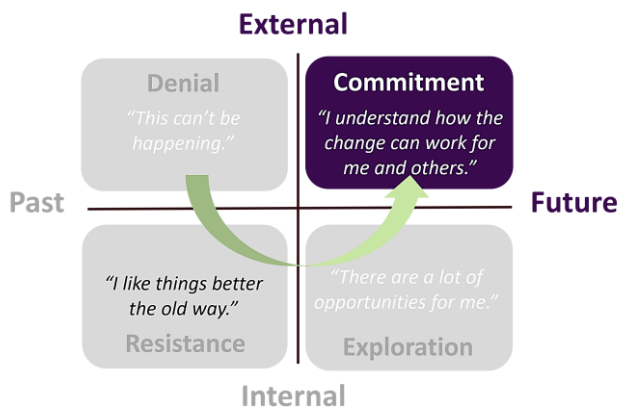 External
Denial
“This can’t be
happening.”
Commitment
“I understand how the
change can work for
me and others.”
Past
Future
“I like things better
the old way.”
Resistance
“There are a lot of
opportunities for me.”
Exploration
Internal